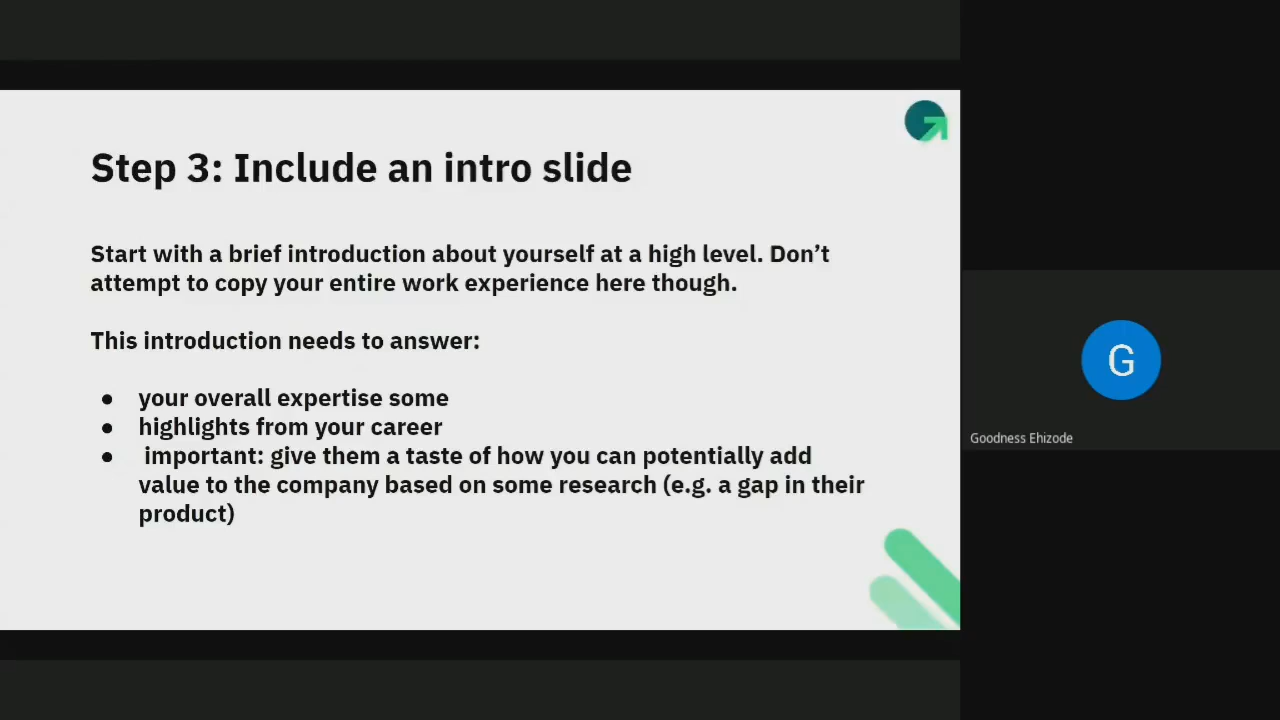 Step 3: Include an intro slide
Start with a brief introduction about yourself at a high level. Don’t
attempt to copy your entire work experience here though.
This introduction needs to answer:
● your overall expertise some
● highlights from your career
● important: give them a taste of how you can potentially add
value to the company based on some research (e.g. a gap in their
product)
G
Goodness Ehizode